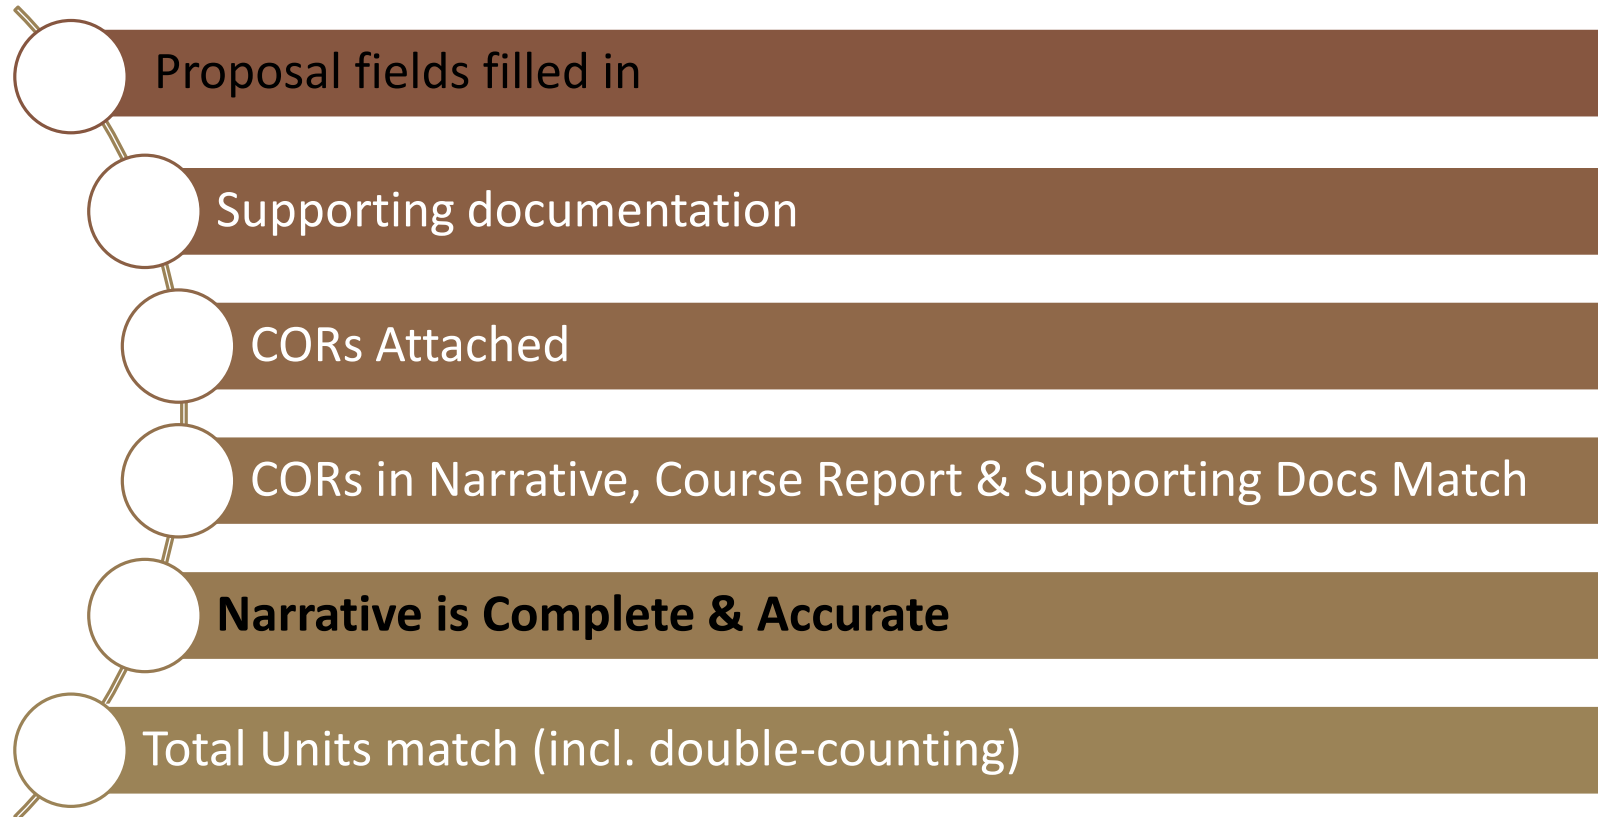 Proposal fields filled in
Supporting documentation
CORs Attached
CORs in Narrative, Course Report & Supporting Docs Match
Narrative is Complete & Accurate
Total Units match (incl. double-counting)